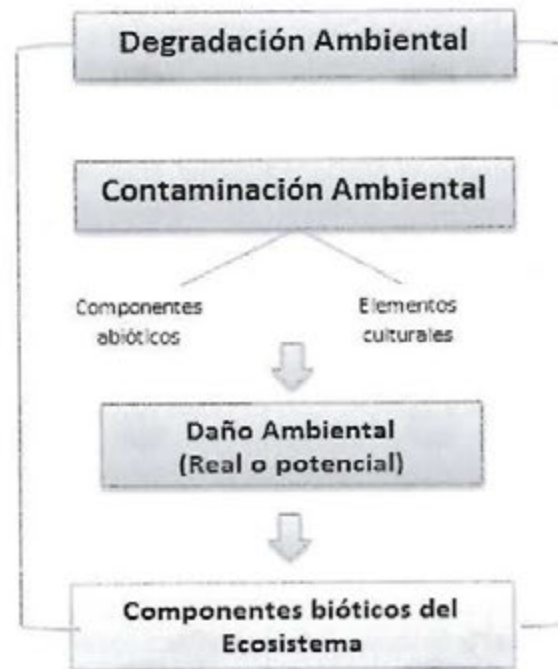 Degradación Ambiental
Contaminación Ambiental
Componentes
abióticos
Elementos
culturales
Daño Ambiental
(Real o potencial)
Componentes bióticos del
Ecosistema